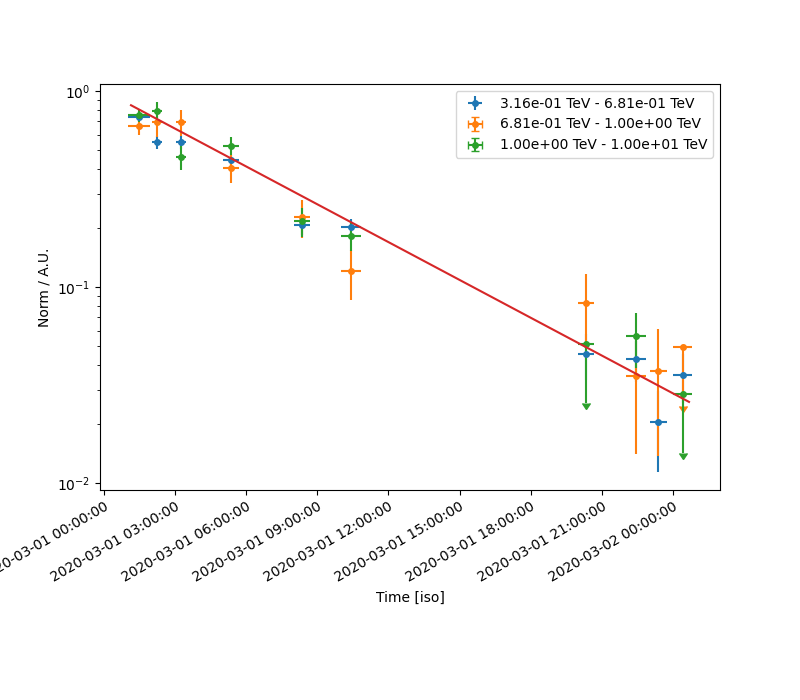 10⁰
10⁻¹
10⁻²
Norm / A.U.
3.16e-01 TeV - 6.81e-01 TeV
6.81e-01 TeV - 1.00e+00 TeV
1.00e+00 TeV - 1.00e+01 TeV
20-03-01 00:00:00
2020-03-01 03:00:00
2020-03-01 06:00:00
2020-03-01 09:00:00
2020-03-01 12:00:00
2020-03-01 15:00:00
2020-03-01 18:00:00
2020-03-01 21:00:00
2020-03-02 00:00:00
Time [iso]